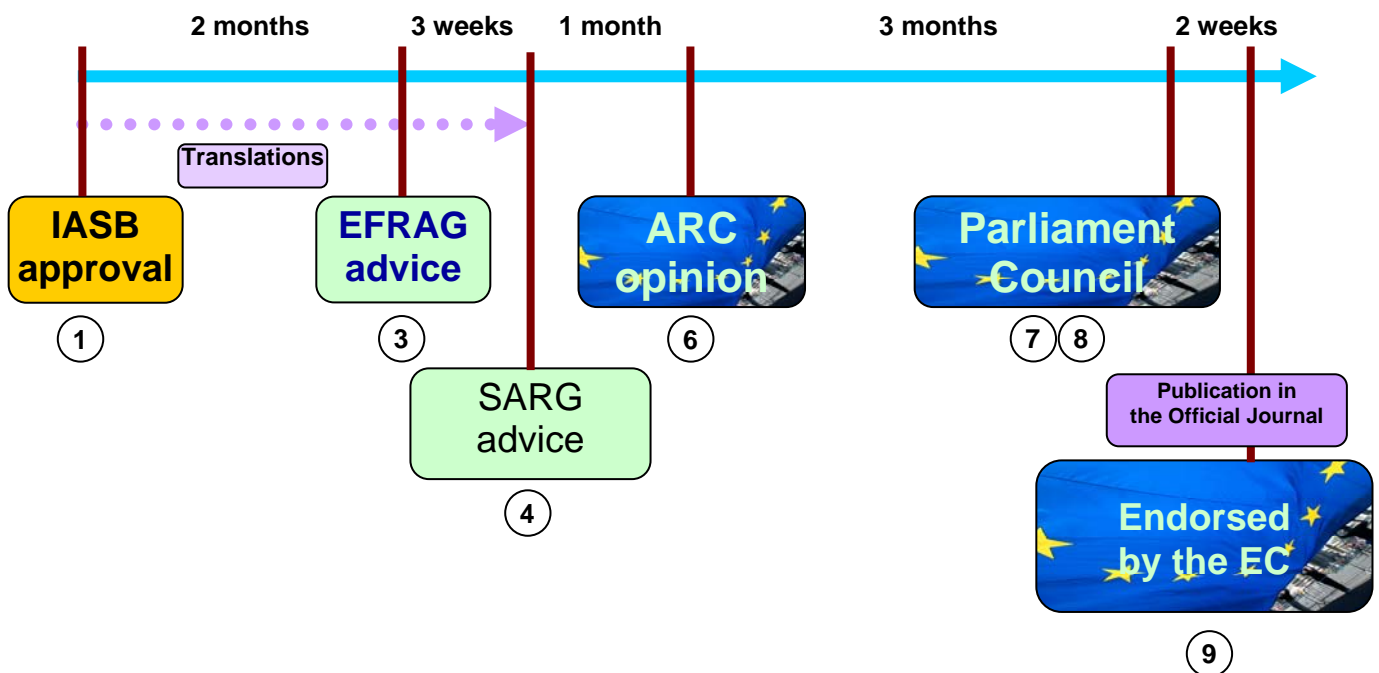 2 months
3 weeks
1 month
3 months
2 weeks
Translations
IASB
approval
EFRAG
advice
ARC
opinion
Parliament
Council
1
3
6
7
8
SARG
advice
Publication in
the Official Journal
4
Endorsed
by the EC
9